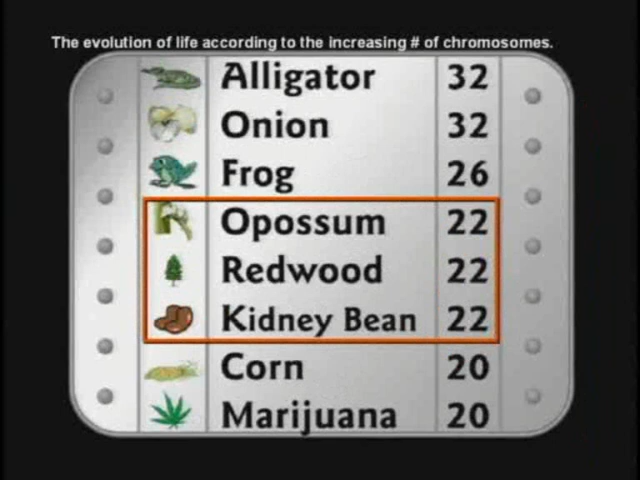 The evolution of life according to the increasing # of chromosomes.
Alligator 32
Onion 32
Frog 26
Opossum 22
Redwood 22
Kidney Bean 22
Corn 20
Marijuana 20